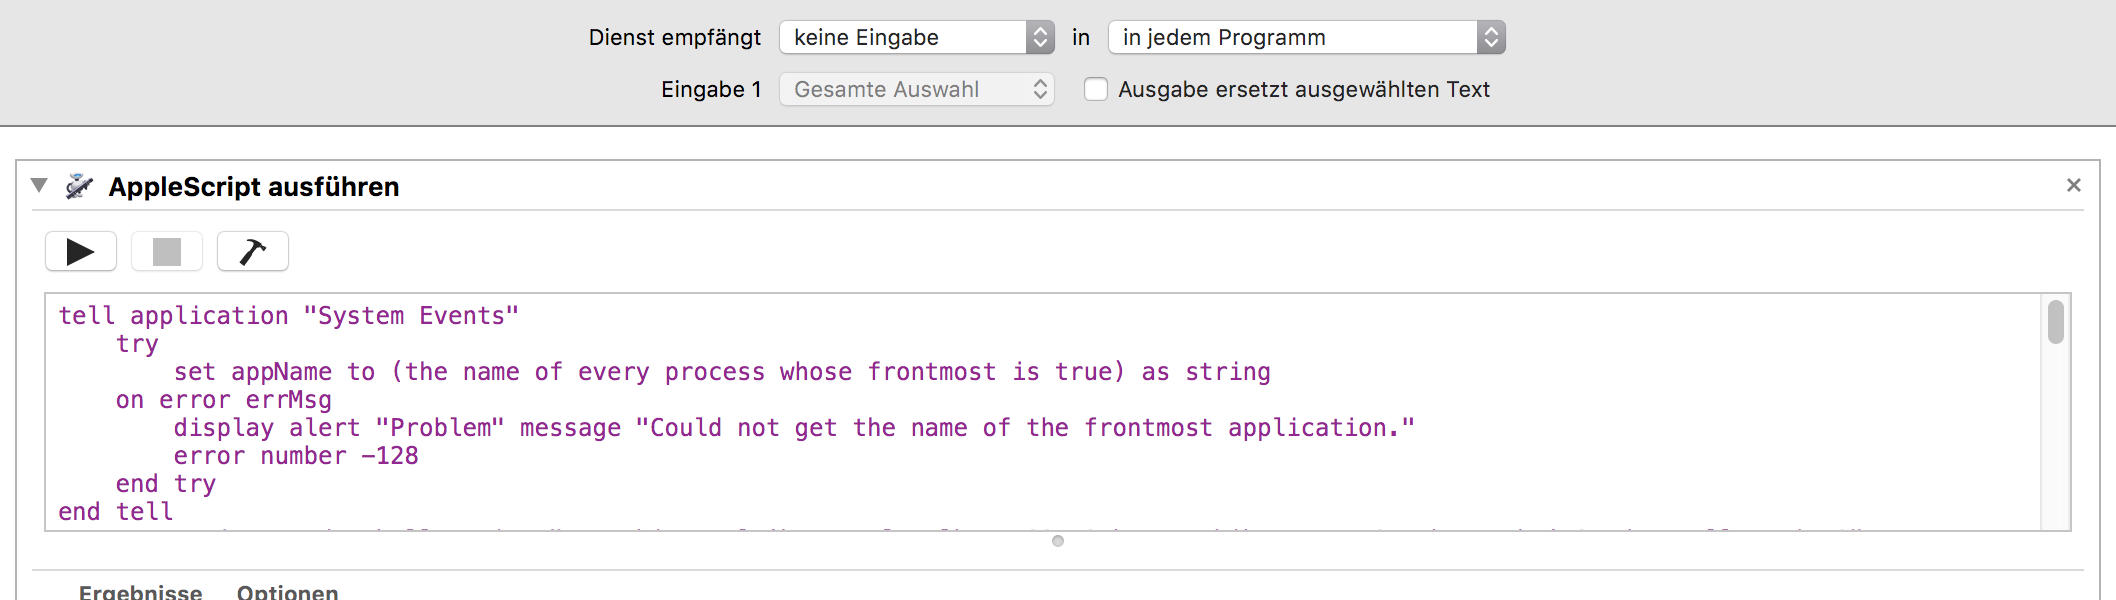 Dienst empfängt keine Eingabe in in jedem Programm
Eingabe 1 Gesamte Auswahl Ausgabe ersetzt ausgewählten Text
AppleScript ausführen
tell application "System Events"
try
set appName to (the name of every process whose frontmost is true) as string
on error errMsg
display alert "Problem" message "Could not get the name of the frontmost application."
error number -128
end try
end tell
Ergebnisse Optionen